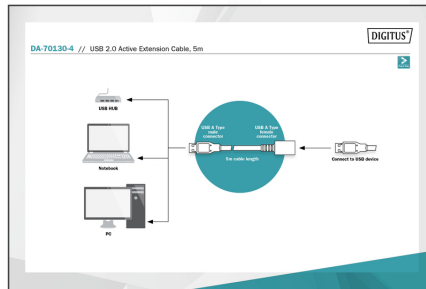 DIGITUS®
DA-70130-4 // USB 2.0 Active Extension Cable, 5m
USB HUB
USB A Type
male
connector
USB A Type
female
connector
5m cable length
Notebook
Connect to USB device
PC